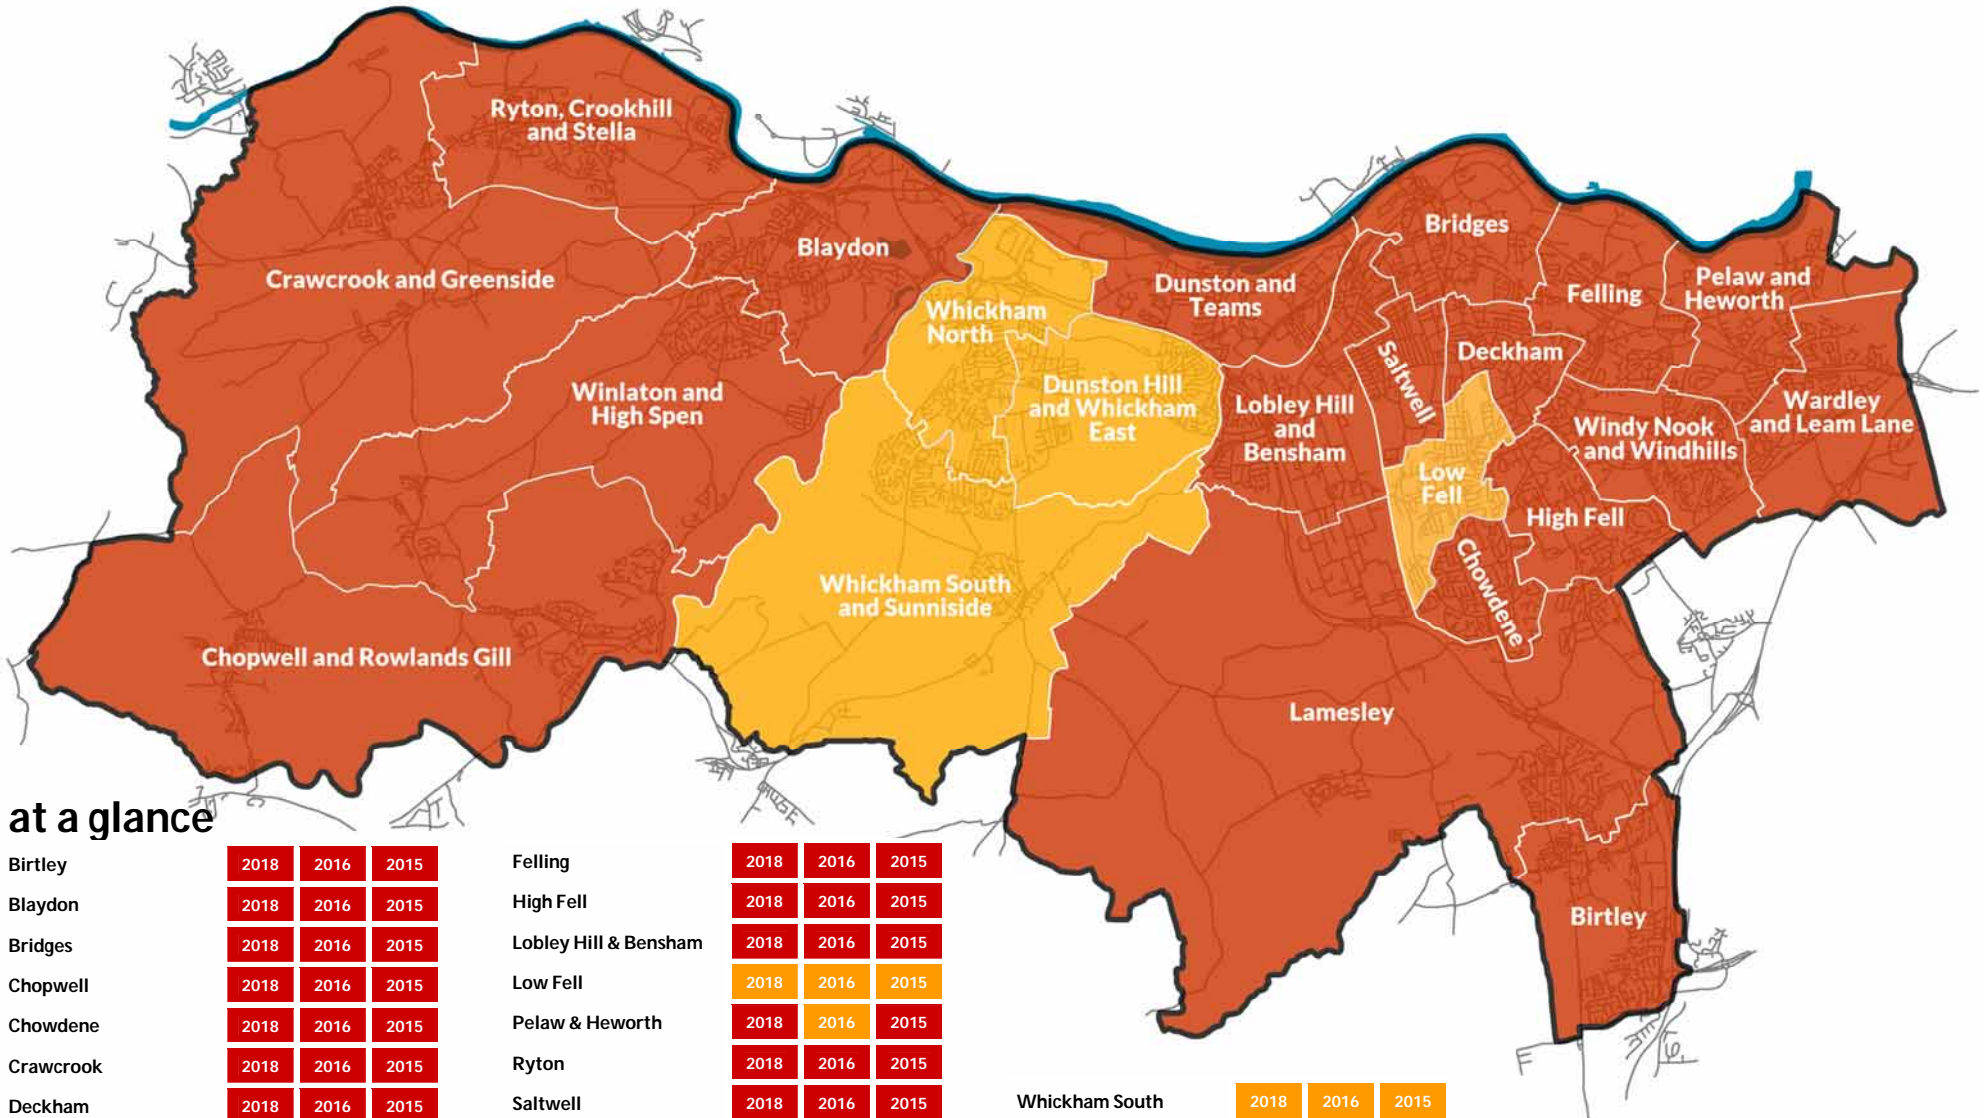 Ryton, Crookhill
and Stella
Bridges
Blaydon
Crawcrook and Greenside
Dunston and
Teams
Pelaw and
Heworth
Felling
Whickham
North
Saltwell
Deckham
Winlaton and
High Spen
Dunston Hill
and Whickham
East
Lobley Hill
and
Bensham
Wardley
and Leam Lane
Windy Nook
and Windhills
Low
Fell
High Fell
Chowdene
Whickham South
and Sunniside
Chopwell and Rowlands Gill
Lamesley
Birtley
at a glance
Birtley 2018 2016 2015
Blaydon 2018 2016 2015
Bridges 2018 2016 2015
Chopwell 2018 2016 2015
Chowdene 2018 2016 2015
Crawcrook 2018 2016 2015
Deckham 2018 2016 2015
Felling 2018 2016 2015
High Fell 2018 2016 2015
Lobley Hill & Bensham 2018 2016 2015
Low Fell 2018 2016 2015
Pelaw & Heworth 2018 2016 2015
Ryton 2018 2016 2015
Saltwell 2018 2016 2015
Whickham South 2018 2016 2015